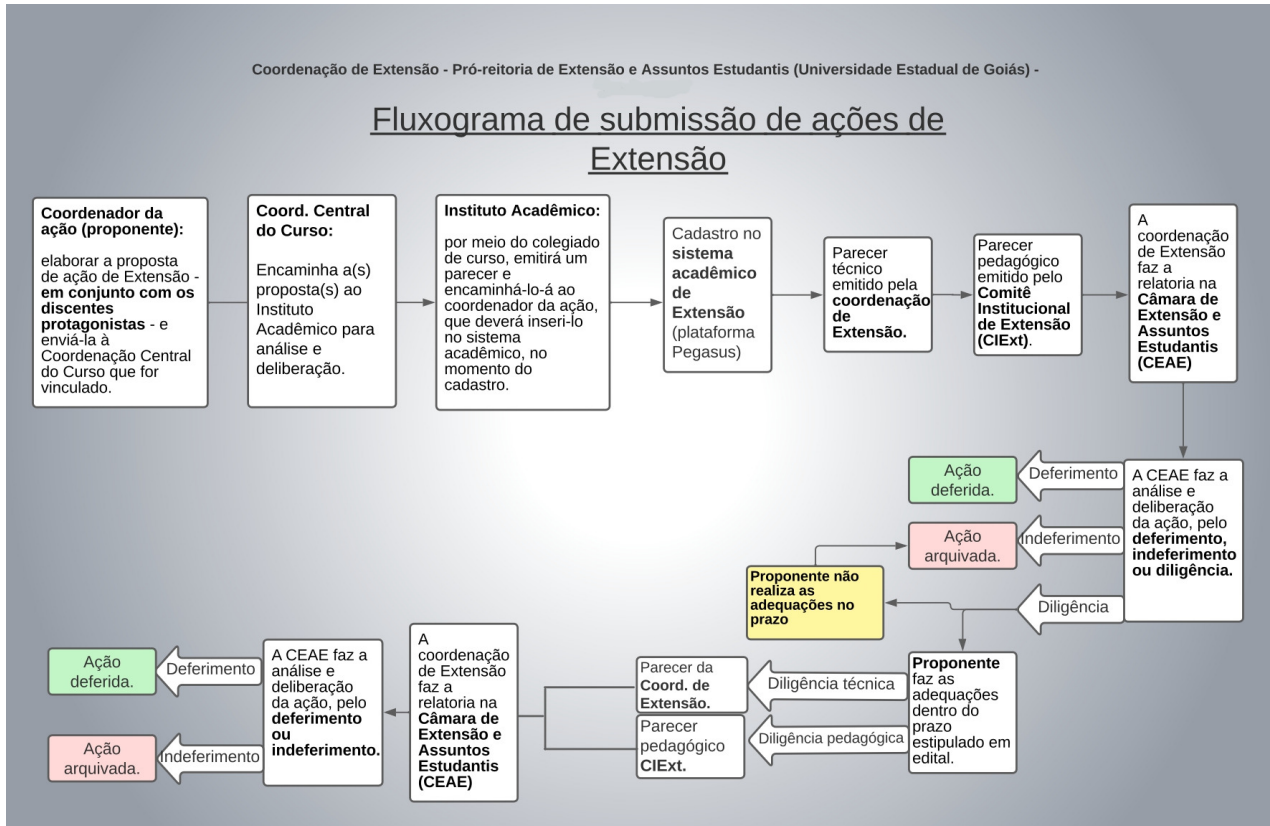 Coordenação de Extensão - Pró-reitoria de Extensão e Assuntos Estudantis (Universidade Estadual de Goiás) -
Fluxograma de submissão de ações de
Extensão
Coordenador da
ação (proponente):
elaborar a proposta
de ação de Extensão -
em conjunto com os
discentes
protagonistas - e
enviá-la à
Coordenação Central
do Curso que for
vinculado.
Coord. Central
do Curso:
Encaminha a(s)
proposta(s) ao
Instituto
Acadêmico para
análise e
deliberação.
Instituto Acadêmico:
por meio do colegiado
de curso, emitirá um
parecer e
encaminhá-lo-á ao
coordenador da ação,
que deverá inseri-lo
no sistema
acadêmico, no
momento do
cadastro.
Cadastro no
sistema
acadêmico
de
Extensão
(plataforma
Pegasus)
Parecer
técnico
emitido pela
coordenação
de
Extensão.
Parecer
pedagógico
emitido pelo
Comitê
Institucional
de Extensão
(CIExt).
A
coordenação
de Extensão
faz a
relatoria na
Câmara de
Extensão e
Assuntos
Estudantis
(CEAE)
A CEAE faz a
análise e
deliberação
da ação, pelo
deferimento,
indeferimento
ou diligência.
Deferimento
Ação
deferida.
Indeferimento
Ação
arquivada.
Diligência
Proponente não
realiza as
adequações no
prazo
Proponente
faz as
adequações
dentro do
prazo
estipulado em
edital.
Diligência técnica
Parecer da
Coord. de
Extensão.
Diligência pedagógica
Parecer
pedagógico
CIExt.
A
coordenação
de Extensão
faz a
relatoria na
Câmara de
Extensão e
Assuntos
Estudantis
(CEAE)
A CEAE faz a
análise e
deliberação
da ação, pelo
deferimento
ou
indeferimento.
Deferimento
Ação
deferida.
Indeferimento
Ação
arquivada.